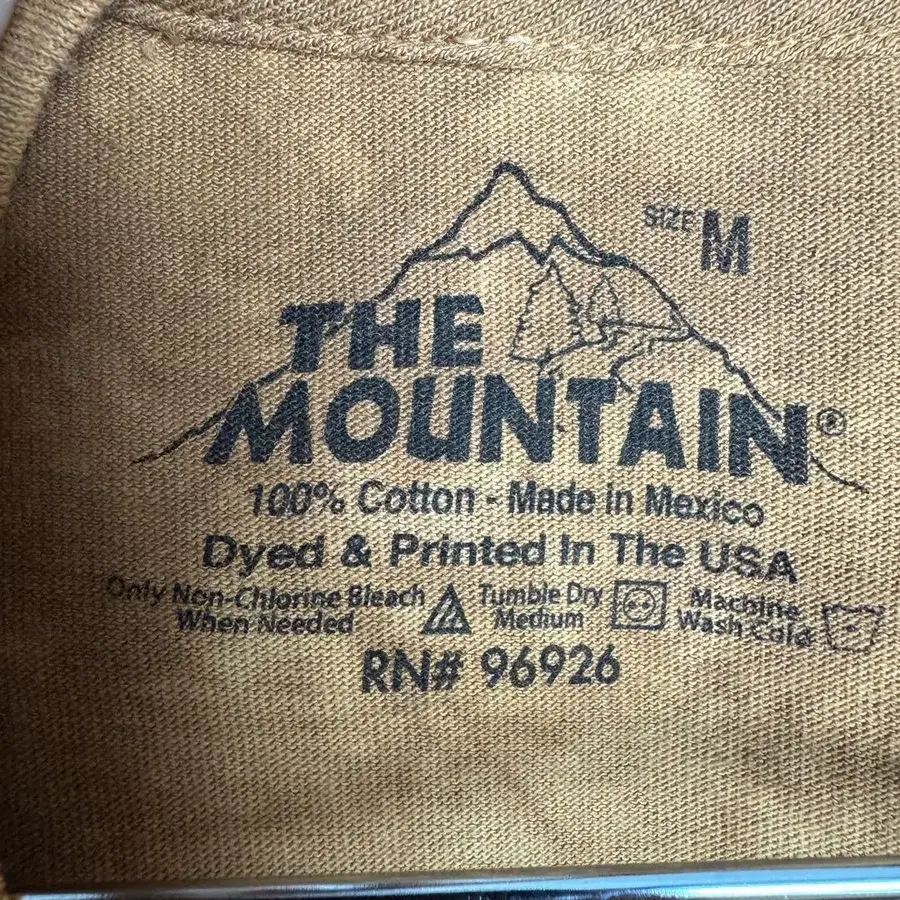 SIZE M
THE
MOUNTAIN®
100% Cotton - Made in Mexico
Dyed & Printed In The USA
Only Non-Chlorine Bleach
When Needed
Tumble Dry
Medium
Machine
Wash Cold
RN# 96926